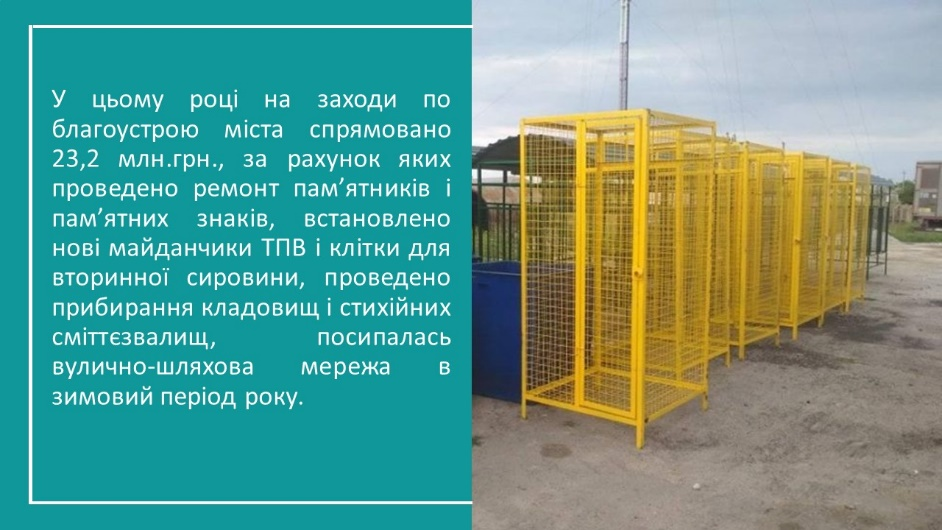 У цьому році на заходи по
благоустрою міста спрямовано
23,2 млн.грн., за рахунок яких
проведено ремонт пам’ятників і
пам’ятних знаків, встановлено
нові майданчики ТПВ і клітки для
вторинної сировини, проведено
прибирання кладовищ і стихійних
сміттєзвалищ, посипалась
вулично-шляхова мережа в
зимовий період року.